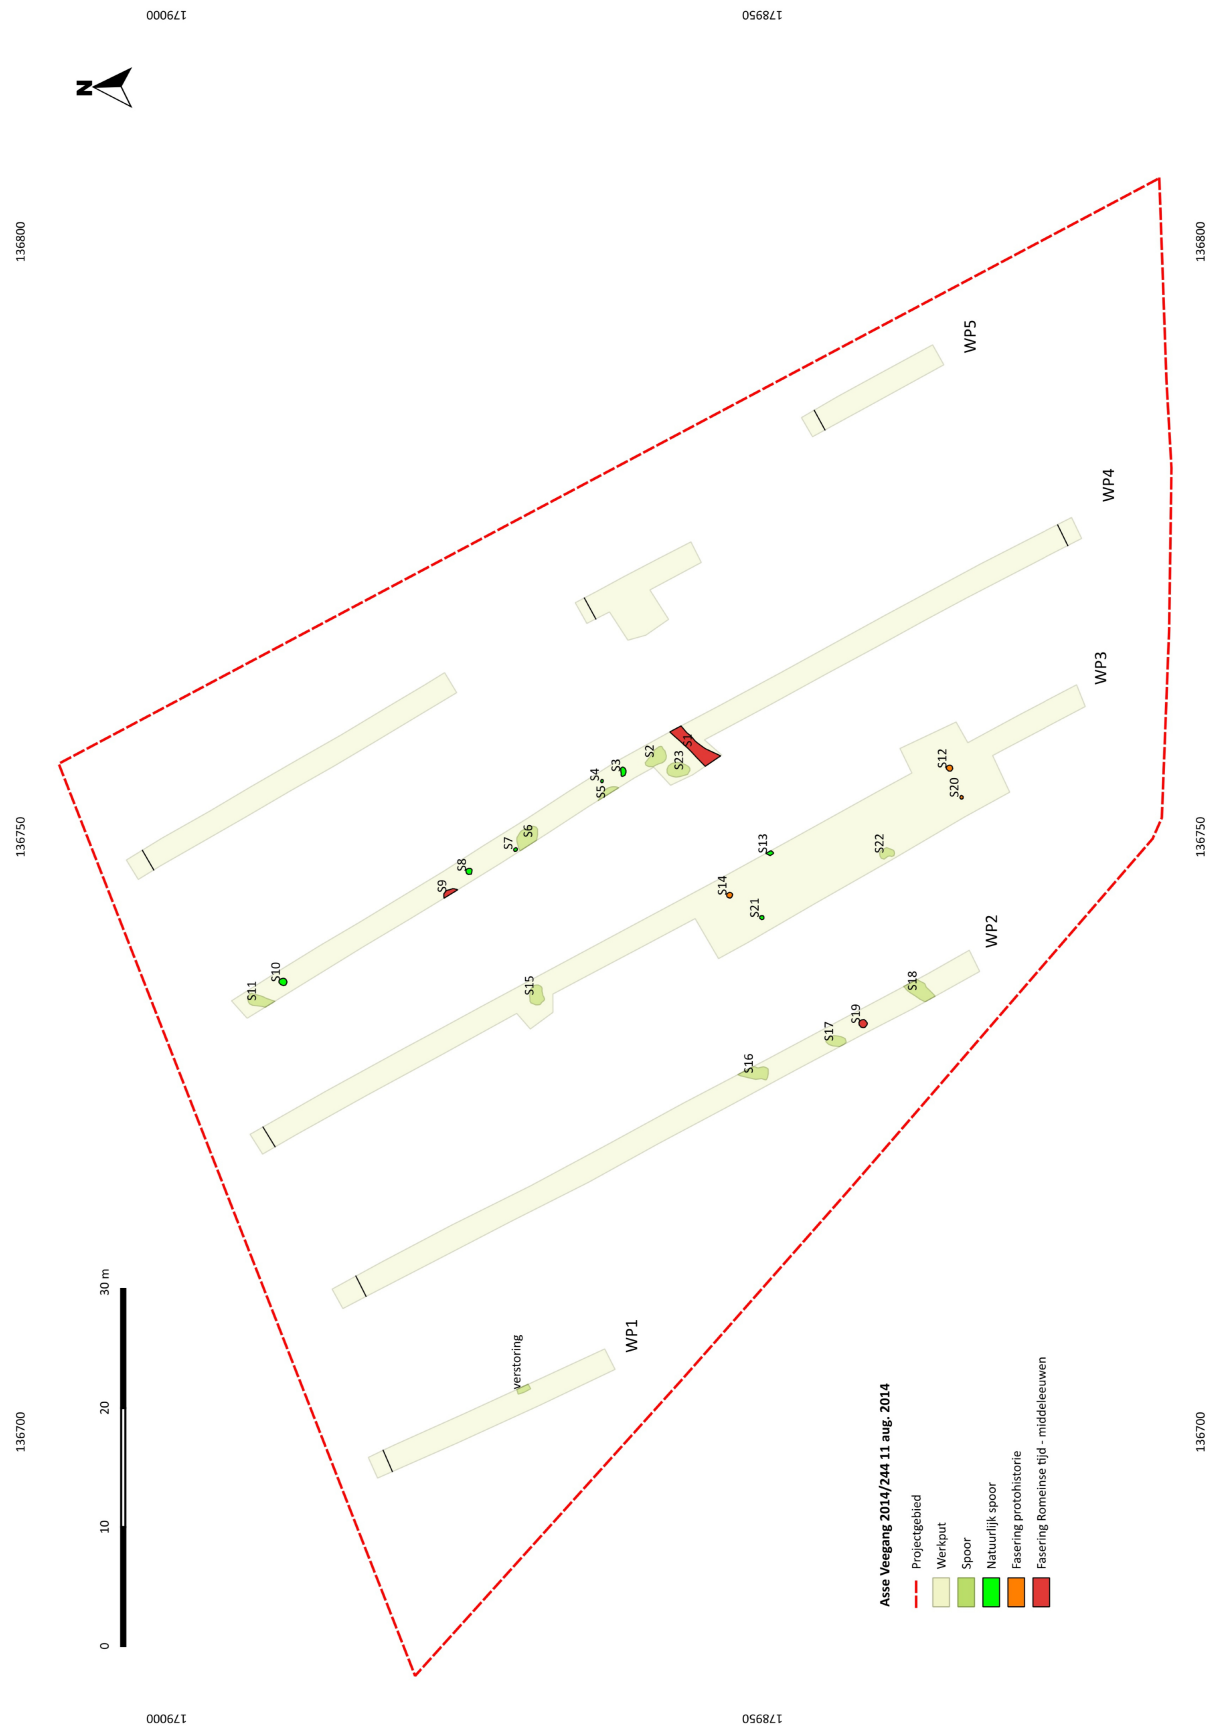 179000
178950
N
136800
136800
WP5
WP4
WP3
S1
S2
S23
S3
S4
S5
S6
S7
S8
S9
S10
S11
S12
S20
S13
S14
S21
S22
S15
136750
136750
WP2
S18
S19
S17
S16
WP1
verstoring
0
10
20
30 m
136700
136700
Asse Veegang 2014/244 11 aug. 2014
Projectgebied
Werkput
Spoor
Natuurlijk spoor
Fasering protohistorie
Fasering Romeinse tijd - middeleeuwen
179000
178950